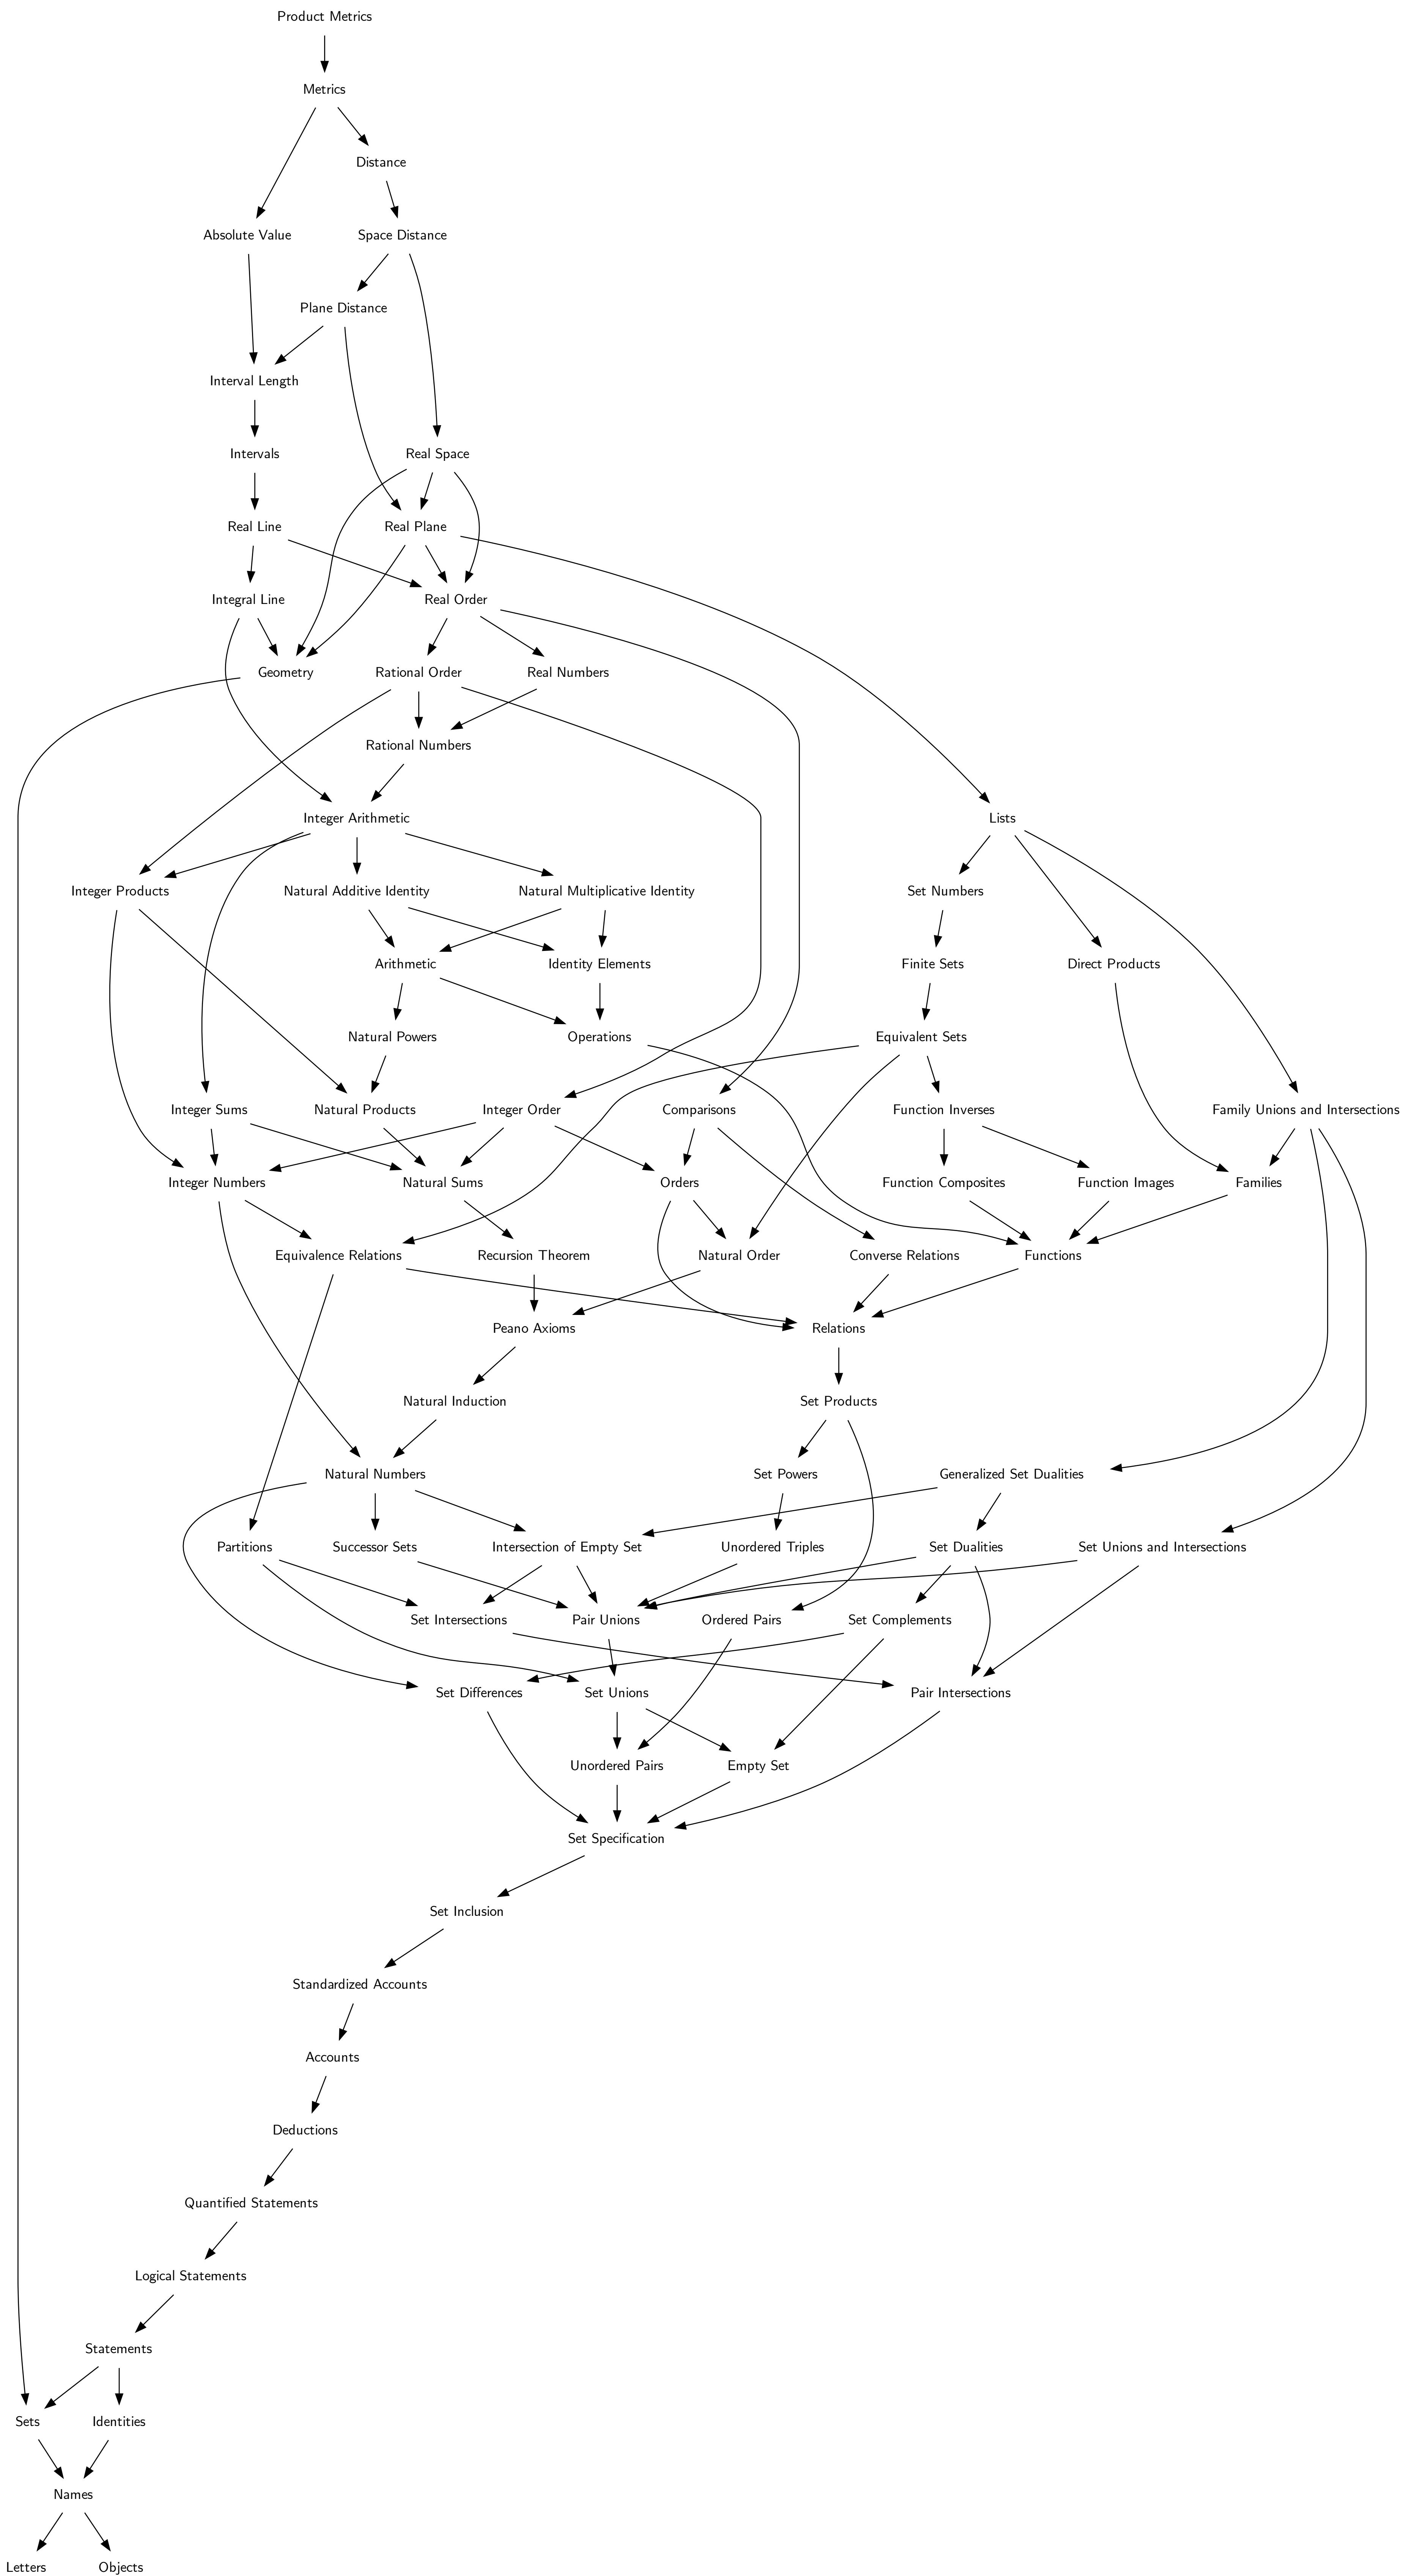 Product Metrics
Metrics
Distance
Absolute Value
Space Distance
Plane Distance
Interval Length
Intervals
Real Space
Real Line
Real Plane
Integral Line
Real Order
Geometry
Rational Order
Real Numbers
Rational Numbers
Integer Arithmetic
Lists
Integer Products
Natural Additive Identity
Natural Multiplicative Identity
Set Numbers
Arithmetic
Identity Elements
Finite Sets
Direct Products
Natural Powers
Operations
Equivalent Sets
Integer Sums
Natural Products
Integer Order
Comparisons
Function Inverses
Family Unions and Intersections
Integer Numbers
Natural Sums
Orders
Function Composites
Function Images
Families
Equivalence Relations
Recursion Theorem
Natural Order
Converse Relations
Functions
Peano Axioms
Relations
Natural Induction
Set Products
Natural Numbers
Set Powers
Generalized Set Dualities
Partitions
Successor Sets
Intersection of Empty Set
Unordered Triples
Set Dualities
Set Unions and Intersections
Set Intersections
Pair Unions
Ordered Pairs
Set Complements
Set Differences
Set Unions
Pair Intersections
Unordered Pairs
Empty Set
Set Specification
Set Inclusion
Standardized Accounts
Accounts
Deductions
Quantified Statements
Logical Statements
Statements
Sets
Identities
Names
Letters
Objects